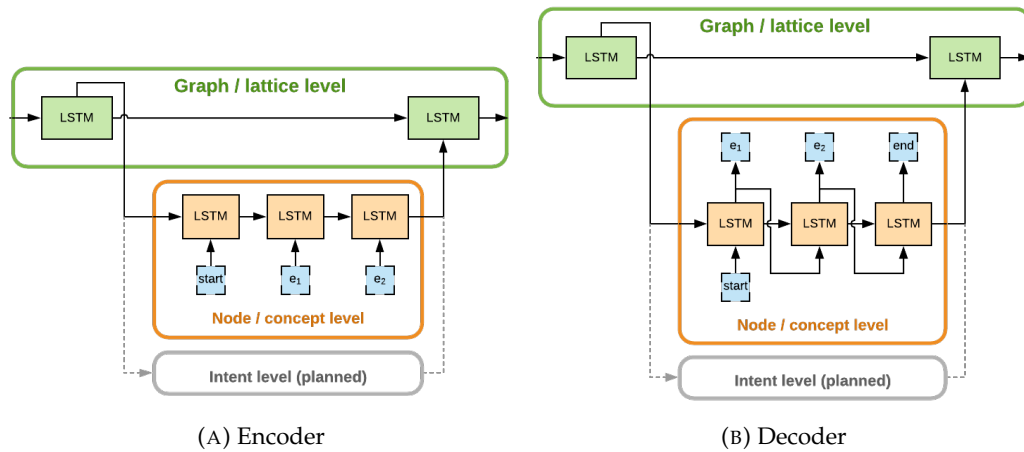 Graph / lattice level
LSTM
LSTM
LSTM
LSTM
LSTM
start
e₁
e₂
Node / concept level
Intent level (planned)
(A) Encoder
Graph / lattice level
LSTM
LSTM
e₁
e₂
end
LSTM
LSTM
LSTM
start
Node / concept level
Intent level (planned)
(B) Decoder